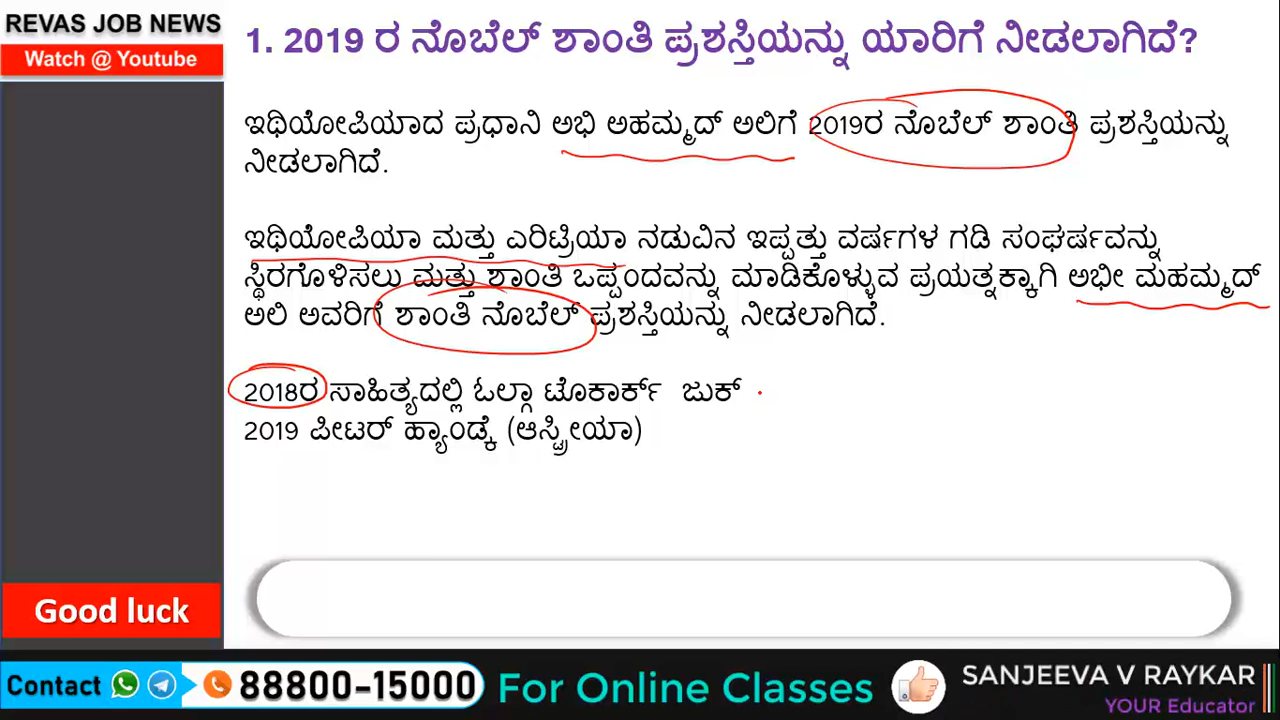 REVAS JOB NEWS
Watch @ Youtube
1. 2019 ರ ನೊಬೆಲ್ ಶಾಂತಿ ಪ್ರಶಸ್ತಿಯನ್ನು ಯಾರಿಗೆ ನೀಡಲಾಗಿದೆ?
ಇಥಿಯೋಪಿಯಾದ ಪ್ರಧಾನಿ ಅಭಿ ಅಹಮ್ಮದ್ ಅಲಿಗೆ 2019ರ ನೊಬೆಲ್ ಶಾಂತಿ ಪ್ರಶಸ್ತಿಯನ್ನು
ನೀಡಲಾಗಿದೆ.
ಇಥಿಯೋಪಿಯಾ ಮತ್ತು ಎರಿಟ್ರಿಯಾ ನಡುವಿನ ಇಪ್ಪತ್ತು ವರ್ಷಗಳ ಗಡಿ ಸಂಘರ್ಷವನ್ನು
ಸ್ಥಿರಗೊಳಿಸಲು ಮತ್ತು ಶಾಂತಿ ಒಪ್ಪಂದವನ್ನು ಮಾಡಿಕೊಳ್ಳುವ ಪ್ರಯತ್ನಕ್ಕಾಗಿ ಅಭೀ ಮಹಮ್ಮದ್
ಅಲಿ ಅವರಿಗೆ ಶಾಂತಿ ನೊಬೆಲ್ ಪ್ರಶಸ್ತಿಯನ್ನು ನೀಡಲಾಗಿದೆ.
2018ರ ಸಾಹಿತ್ಯದಲ್ಲಿ ಓಲ್ಗಾ ಟೊಕಾರ್ಕ್ ಜುಕ್
2019 ಪೀಟರ್ ಹ್ಯಾಂಡ್ಕೆ (ಆಸ್ಟ್ರೀಯಾ)
Good luck
Contact 88800-15000 For Online Classes
SANJEEVA V RAYKAR
YOUR Educator